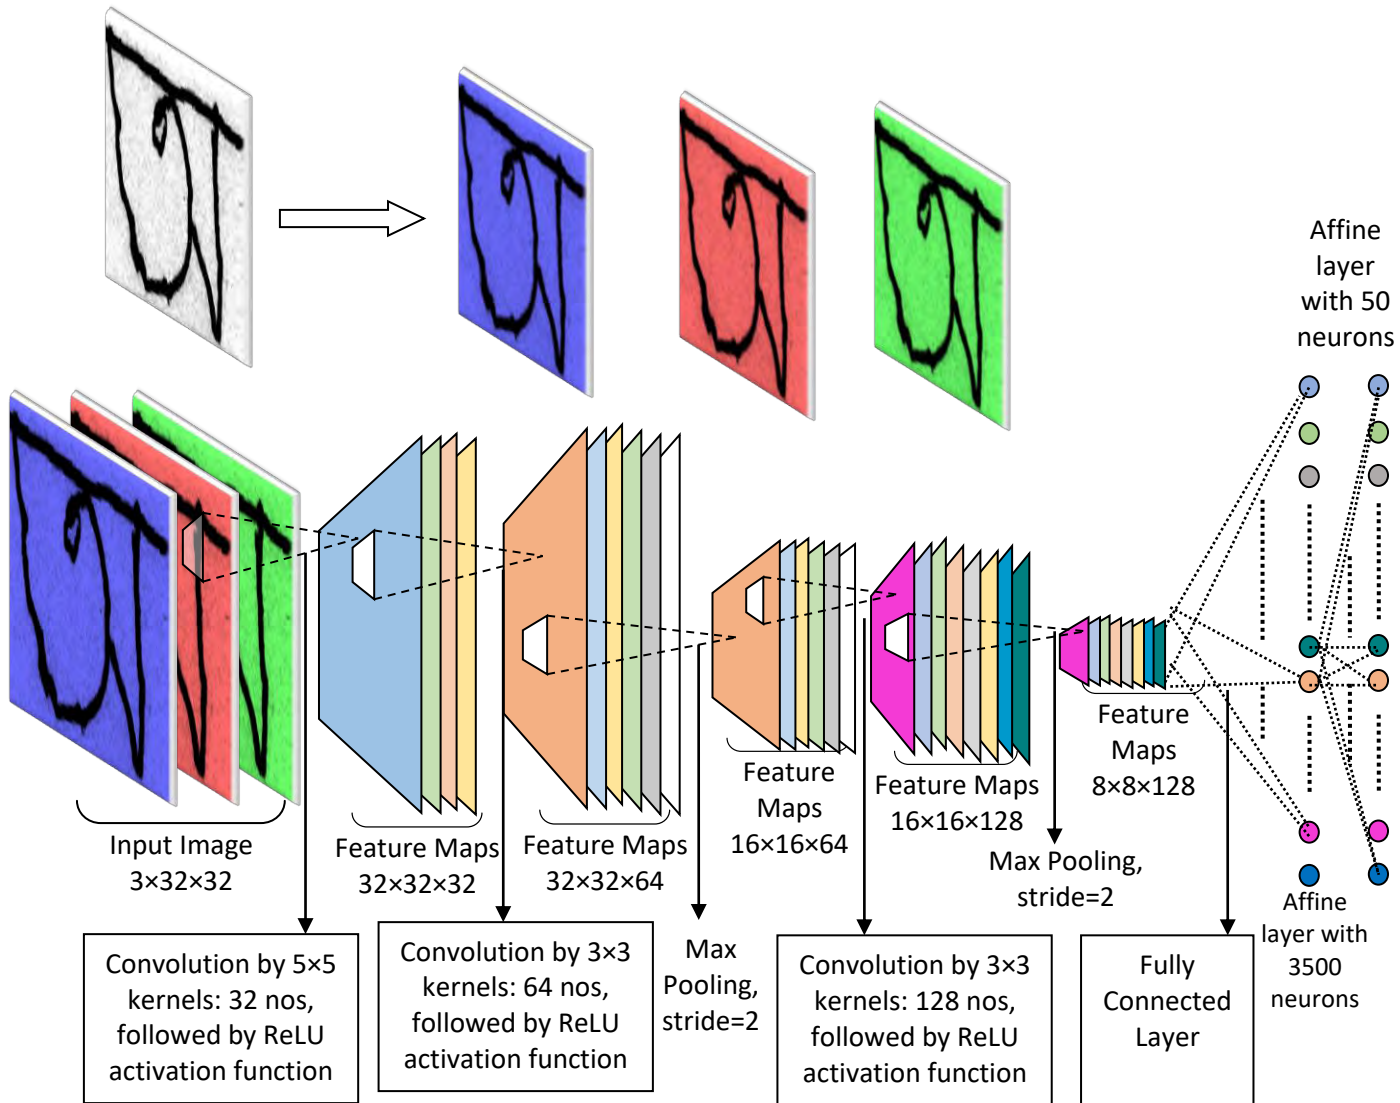 Affine
layer
with 50
neurons
Input Image
3×32×32
Feature Maps
32×32×32
Feature Maps
32×32×64
Feature
Maps
16×16×64
Feature Maps
16×16×128
Feature
Maps
8×8×128
Max Pooling,
stride=2
Affine
layer with
3500
neurons
Convolution by 5×5
kernels: 32 nos,
followed by ReLU
activation function
Convolution by 3×3
kernels: 64 nos,
followed by ReLU
activation function
Max
Pooling,
stride=2
Convolution by 3×3
kernels: 128 nos,
followed by ReLU
activation function
Fully
Connected
Layer